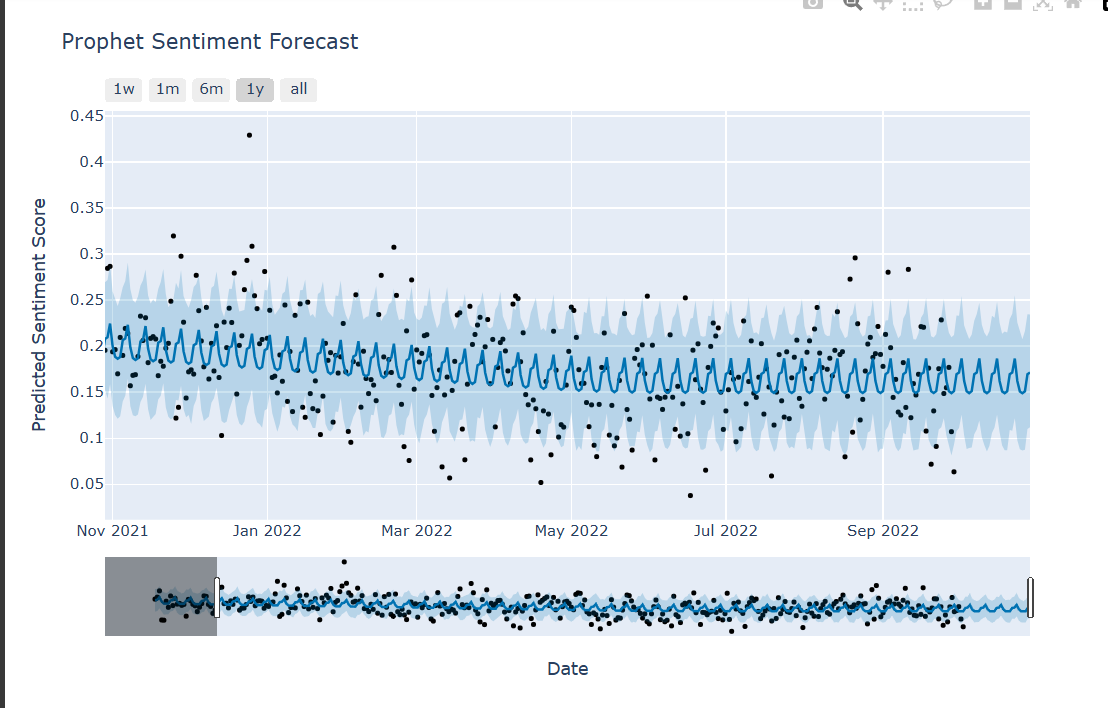 Prophet Sentiment Forecast
1w 1m 6m 1y all
0.45
0.4
0.35
0.3
0.25
0.2
0.15
0.1
0.05
Predicted Sentiment Score
Nov 2021 Jan 2022 Mar 2022 May 2022 Jul 2022 Sep 2022
Date